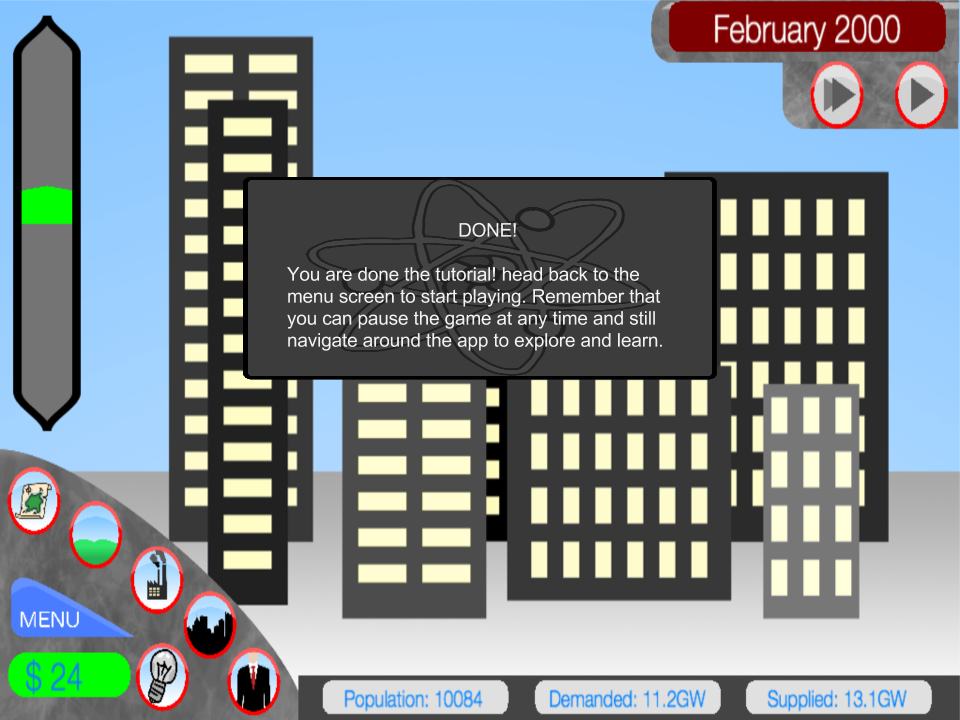 February 2000
DONE!
You are done the tutorial! head back to the
menu screen to start playing. Remember that
you can pause the game at any time and still
navigate around the app to explore and learn.
MENU
$ 24
Population: 10084
Demanded: 11.2GW
Supplied: 13.1GW